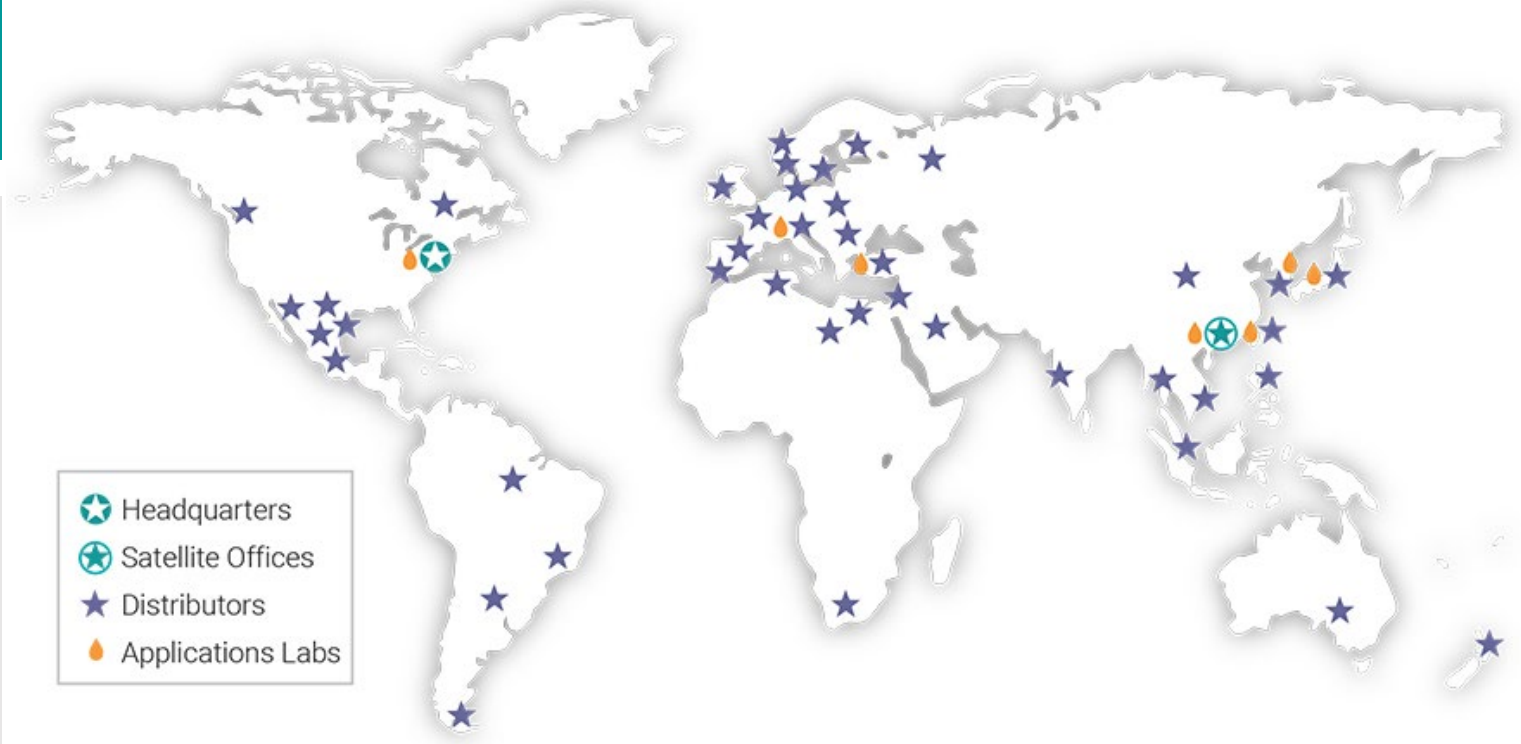 Headquarters
Satellite Offices
Distributors
Applications Labs